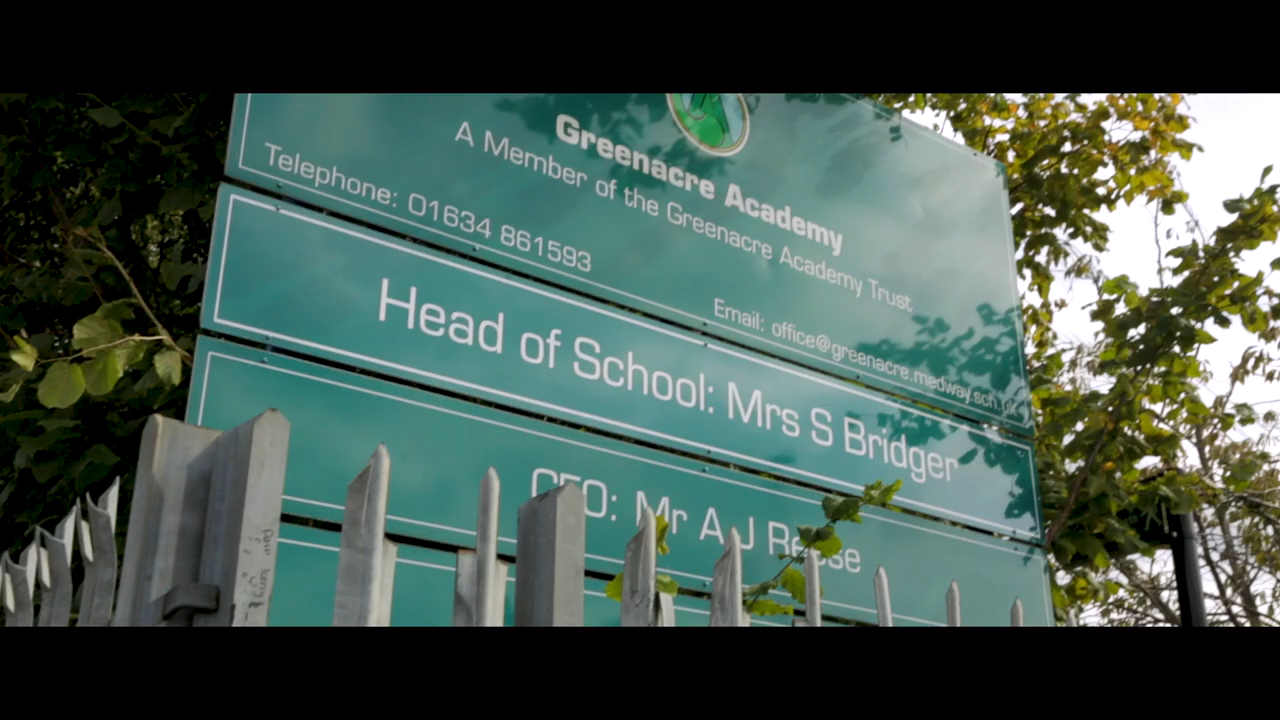 Greenacre Academy
A Member of the Greenacre Academy Trust
Telephone: 01634 861593
Email: office@greenacre.medway.sch.uk
Head of School: Mrs S Bridger
CEO: Mr A J Reese